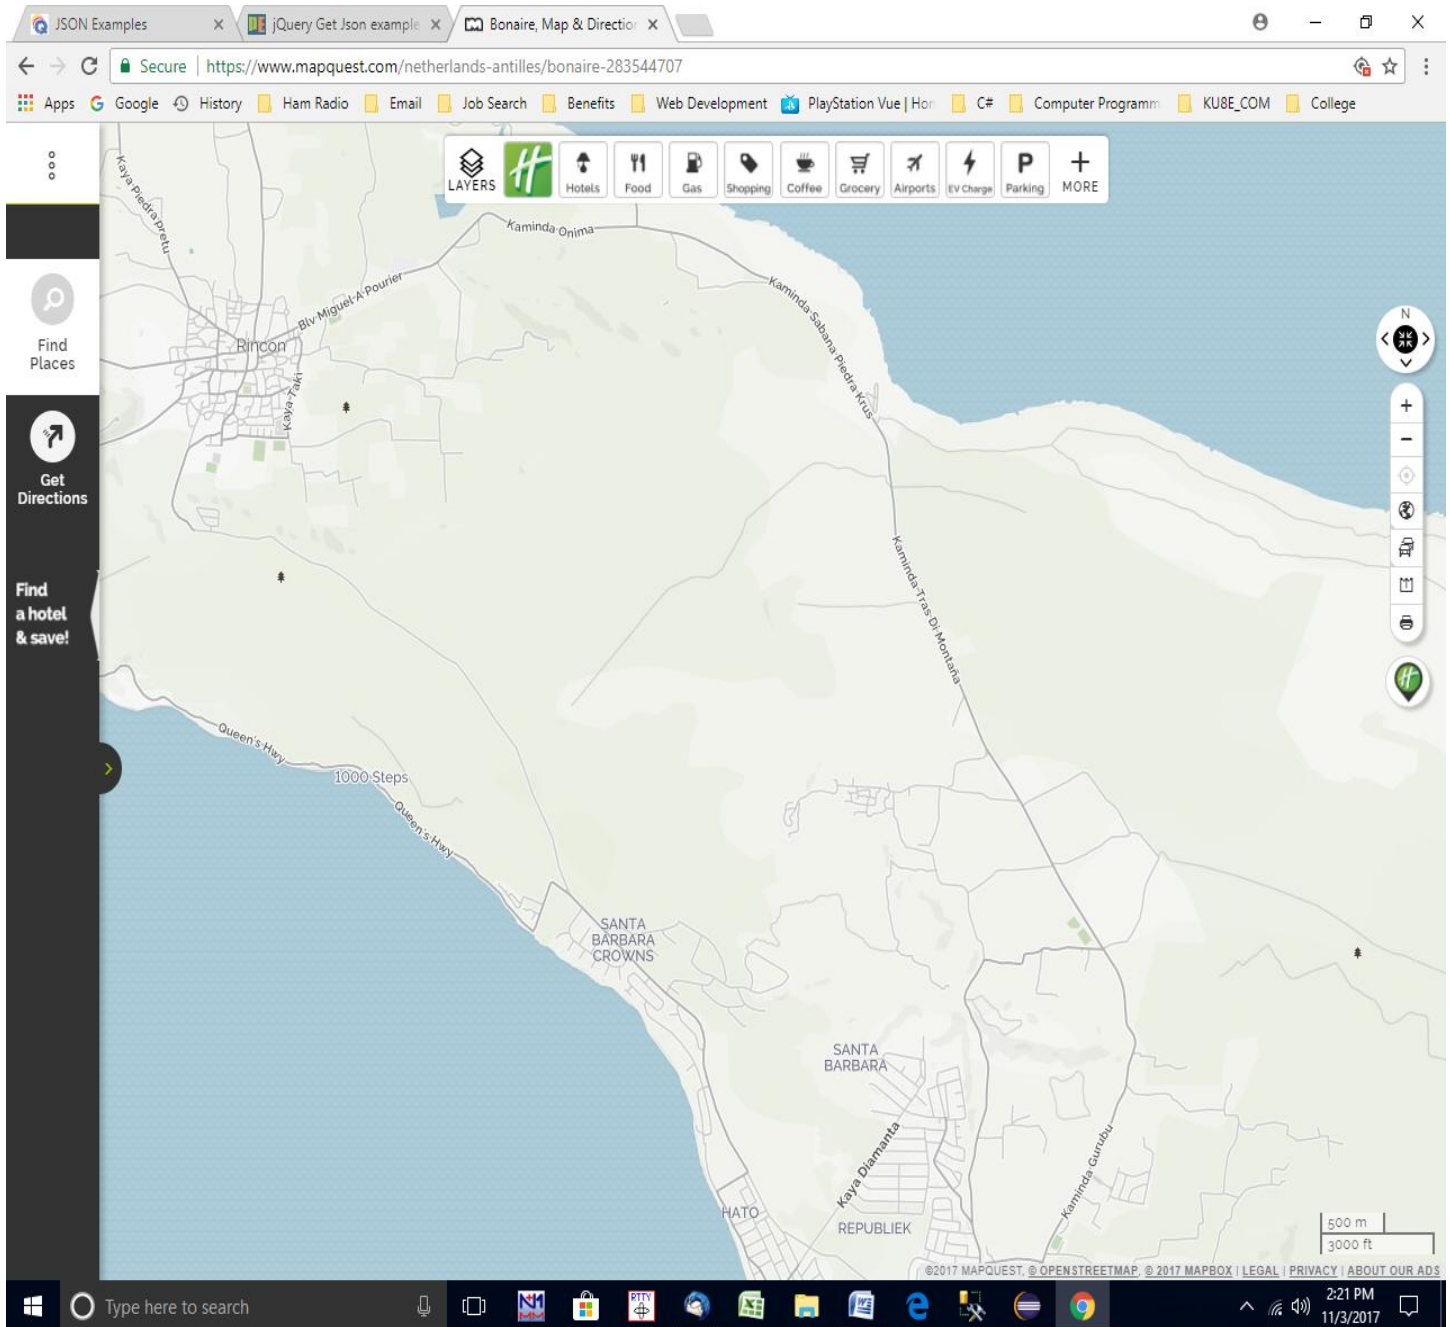 JSON Examples
jQuery Get Json example
Bonaire, Map & Direction
Secure | https://www.mapquest.com/netherlands-antilles/bonaire-283544707
Apps
Google
History
Ham Radio
Email
Job Search
Benefits
Web Development
PlayStation Vue | Hor
C#
Computer Programm
KU8E_COM
College
LAYERS
H
Hotels
Food
Gas
Shopping
Coffee
Grocery
Airports
EV Charge
P
Parking
MORE
Find
Places
Get
Directions
Find
a hotel
& save!
Kaya Piedra pretu
Kaminda Onima
Blv Miguel A Pourier
Rincon
Kaya Taki
Kaminda Sabana Piedra Krus
N
Kaminda Tras Di Montaña
Queen's Hwy
1000 Steps
Queen's Hwy
SANTA
BARBARA
CROWNS
SANTA
BARBARA
Kaya Diamanta
Kaminda Gurubu
HATO
REPUBLIEK
500 m
3000 ft
©2017 MAPQUEST, © OPENSTREETMAP, © 2017 MAPBOX | LEGAL | PRIVACY | ABOUT OUR ADS
Type here to search
N1
MM
RTTY
2:21 PM
11/3/2017